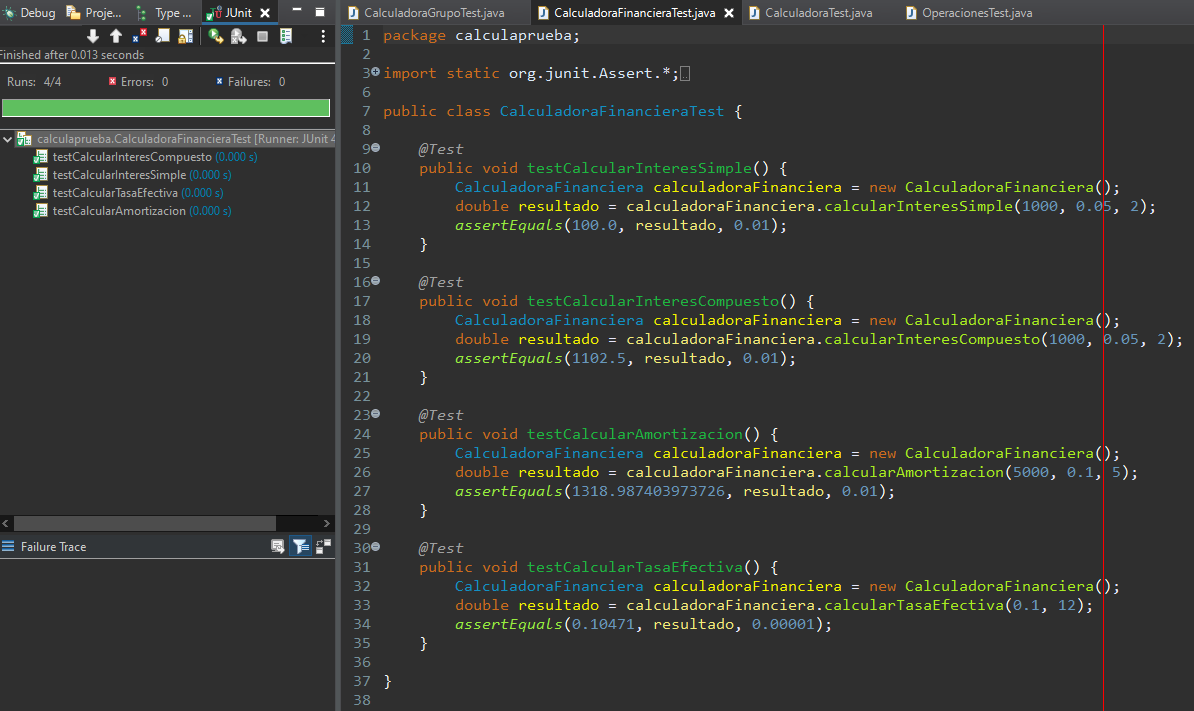 Debug Proje... Type ... JUnit
Finished after 0.013 seconds
Runs: 4/4 Errors: 0 Failures: 0
calculaprueba.CalculadoraFinancieraTest [Runner: JUnit 4
testCalcularInteresCompuesto (0.000 s)
testCalcularInteresSimple (0.000 s)
testCalcularTasaEfectiva (0.000 s)
testCalcularAmortizacion (0.000 s)
Failure Trace
CalculadoraGrupoTest.java CalculadoraFinancieraTest.java CalculadoraTest.java OperacionesTest.java
1 package calculaprueba;
2
3 import static org.junit.Assert.*;
6
7 public class CalculadoraFinancieraTest {
8
9 @Test
10 public void testCalcularInteresSimple() {
11 CalculadoraFinanciera calculadoraFinanciera = new CalculadoraFinanciera();
12 double resultado = calculadoraFinanciera.calcularInteresSimple(1000, 0.05, 2);
13 assertEquals(100.0, resultado, 0.01);
14 }
15
16 @Test
17 public void testCalcularInteresCompuesto() {
18 CalculadoraFinanciera calculadoraFinanciera = new CalculadoraFinanciera();
19 double resultado = calculadoraFinanciera.calcularInteresCompuesto(1000, 0.05, 2);
20 assertEquals(1102.5, resultado, 0.01);
21 }
22
23 @Test
24 public void testCalcularAmortizacion() {
25 CalculadoraFinanciera calculadoraFinanciera = new CalculadoraFinanciera();
26 double resultado = calculadoraFinanciera.calcularAmortizacion(5000, 0.1, 5);
27 assertEquals(1318.987403973726, resultado, 0.01);
28 }
29
30 @Test
31 public void testCalcularTasaEfectiva() {
32 CalculadoraFinanciera calculadoraFinanciera = new CalculadoraFinanciera();
33 double resultado = calculadoraFinanciera.calcularTasaEfectiva(0.1, 12);
34 assertEquals(0.10471, resultado, 0.00001);
35 }
36
37 }
38